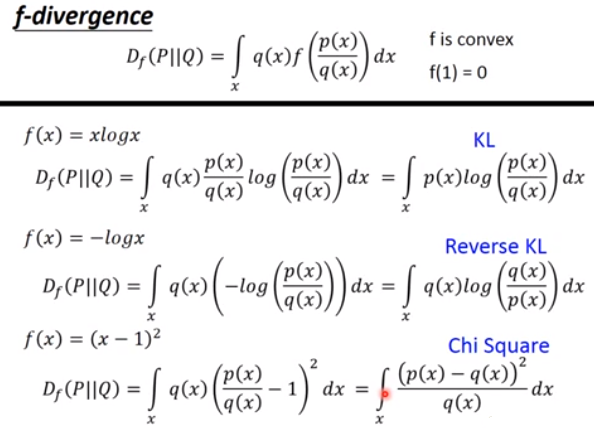 f-divergence
D_f(P||Q) = ∫_x q(x) f(p(x)/q(x)) dx
f is convex
f(1) = 0
f(x) = xlogx
KL
D_f(P||Q) = ∫_x q(x) p(x)/q(x) log(p(x)/q(x)) dx = ∫_x p(x)log(p(x)/q(x)) dx
f(x) = −logx
Reverse KL
D_f(P||Q) = ∫_x q(x) (−log(p(x)/q(x))) dx = ∫_x q(x)log(q(x)/p(x)) dx
f(x) = (x − 1)²
Chi Square
D_f(P||Q) = ∫_x q(x) (p(x)/q(x) − 1)² dx = ∫_x (p(x) − q(x))²/q(x) dx